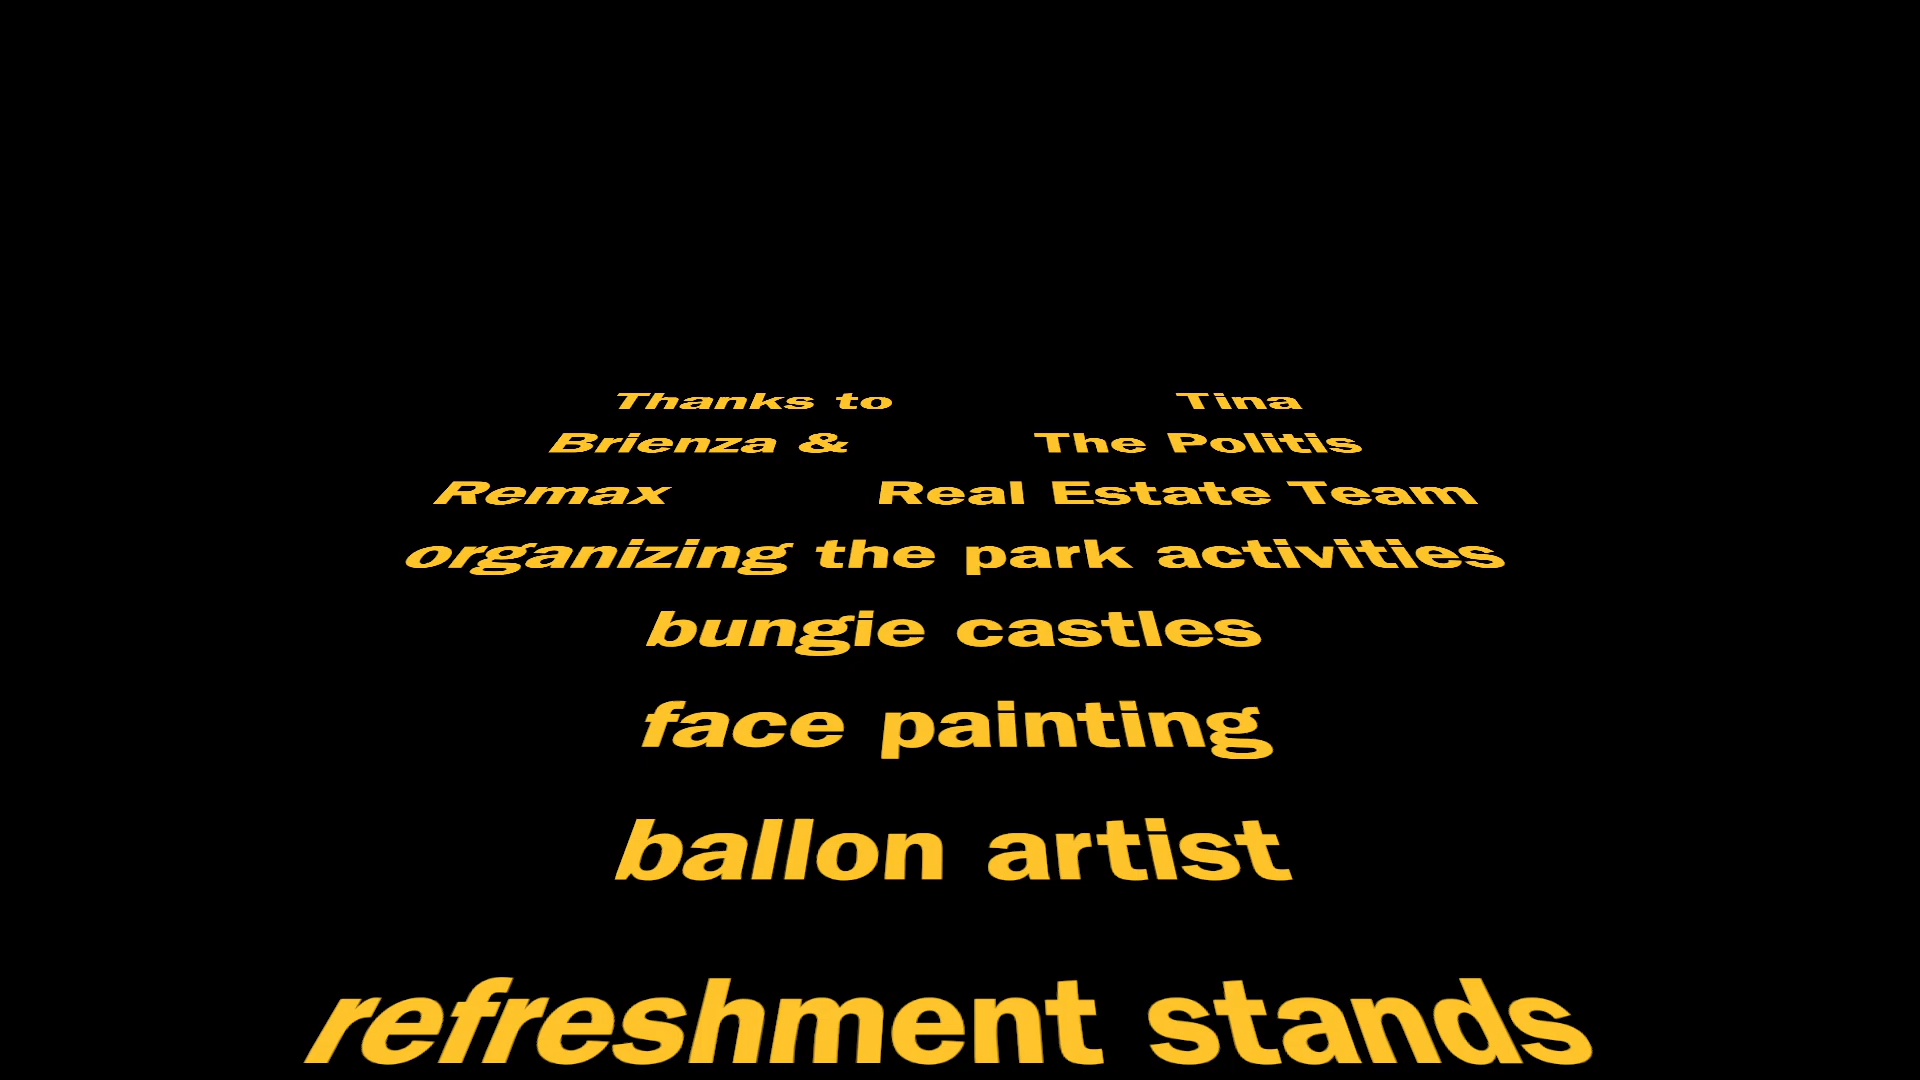 Thanks to Tina
Brienza & The Politis
Remax Real Estate Team
organizing the park activities
bungie castles
face painting
ballon artist
refreshment stands